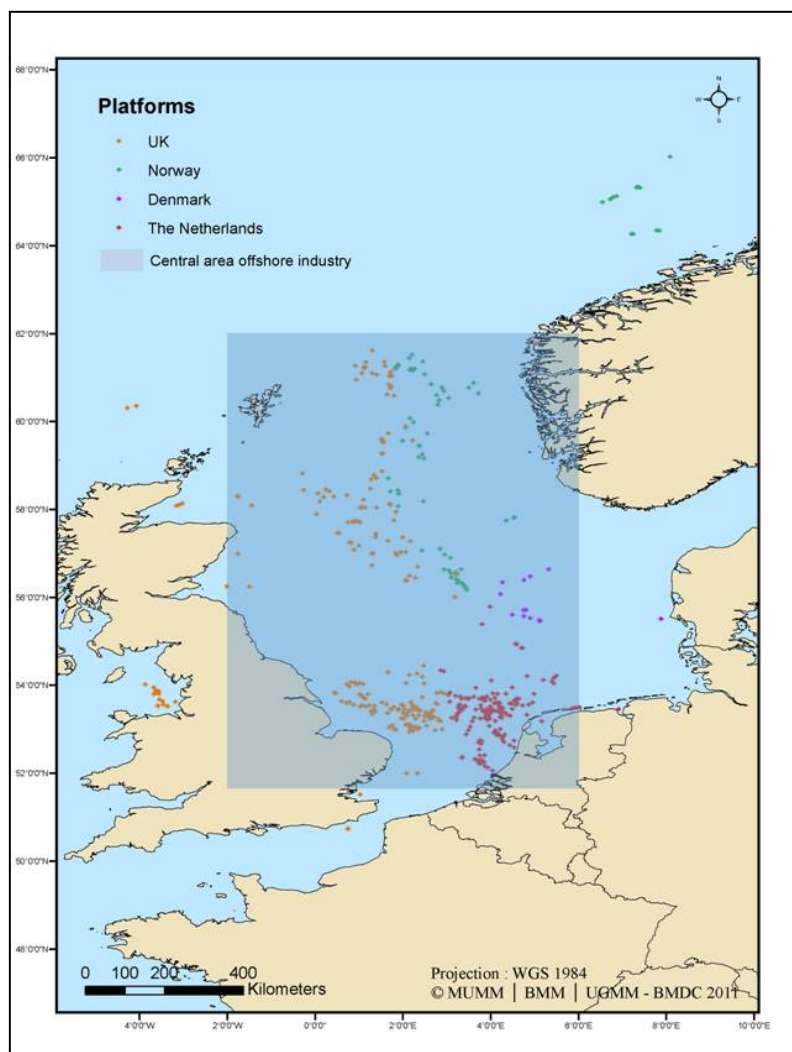 68°0'0"N
66°0'0"N
64°0'0"N
62°0'0"N
60°0'0"N
58°0'0"N
56°0'0"N
54°0'0"N
52°0'0"N
50°0'0"N
48°0'0"N
Platforms
UK
Norway
Denmark
The Netherlands
Central area offshore industry
N
W E
S
0 100 200 400
Kilometers
Projection : WGS 1984
© MUMM | BMM | UGMM - BMDC 2011
4°0'W 2°0'W 0°0'0" 2°0'0"E 4°0'0"E 6°0'0"E 8°0'0"E 10°0'0"E